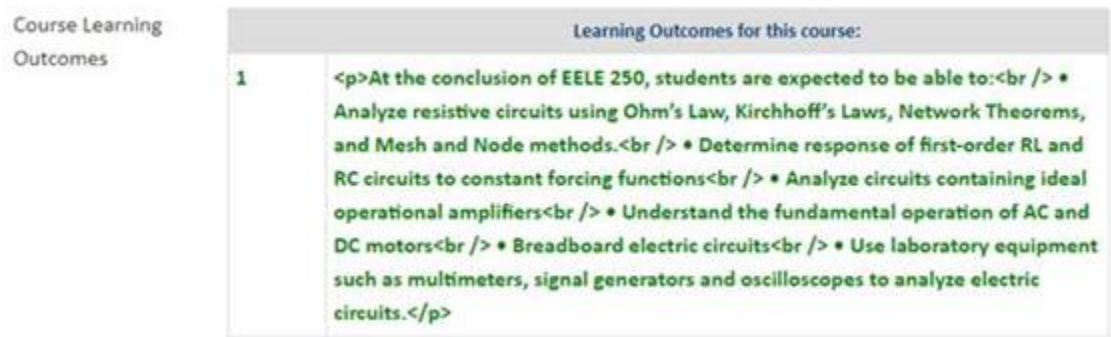 Course Learning
Outcomes
Learning Outcomes for this course:
1
<p>At the conclusion of EELE 250, students are expected to be able to:<br /> •
Analyze resistive circuits using Ohm's Law, Kirchhoff's Laws, Network Theorems,
and Mesh and Node methods.<br /> • Determine response of first-order RL and
RC circuits to constant forcing functions<br /> • Analyze circuits containing ideal
operational amplifiers<br /> • Understand the fundamental operation of AC and
DC motors<br /> • Breadboard electric circuits<br /> • Use laboratory equipment
such as multimeters, signal generators and oscilloscopes to analyze electric
circuits.</p>